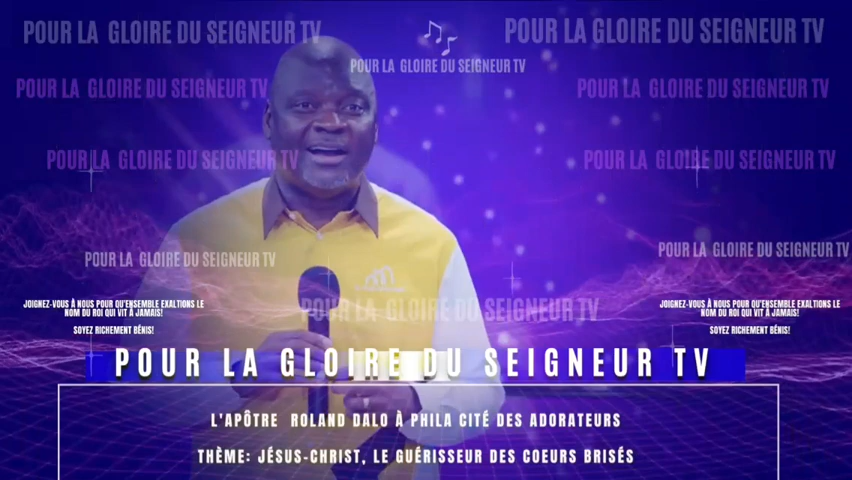 POUR LA GLOIRE DU SEIGNEUR TV
POUR LA GLOIRE DU SEIGNEUR TV
POUR LA GLOIRE DU SEIGNEUR TV
POUR LA GLOIRE DU SEIGNEUR TV
POUR LA GLOIRE DU SEIGNEUR TV
POUR LA GLOIRE DU SEIGNEUR TV
POUR LA GLOIRE DU SEIGNEUR TV
POUR LA GLOIRE DU SEIGNEUR TV
POUR LA GLOIRE DU SEIGNEUR TV
JOIGNEZ-VOUS À NOUS POUR QU'ENSEMBLE EXALTIONS LE
NOM DU ROI QUI VIT À JAMAIS!
SOYEZ RICHEMENT BÉNIS!
JOIGNEZ-VOUS À NOUS POUR QU'ENSEMBLE EXALTIONS LE
NOM DU ROI QUI VIT À JAMAIS!
SOYEZ RICHEMENT BÉNIS!
POUR LA GLOIRE DU SEIGNEUR TV
POUR LA GLOIRE DU SEIGNEUR TV
L'APÔTRE ROLAND DALO À PHILA CITÉ DES ADORATEURS
THÈME: JÉSUS-CHRIST, LE GUÉRISSEUR DES COEURS BRISÉS